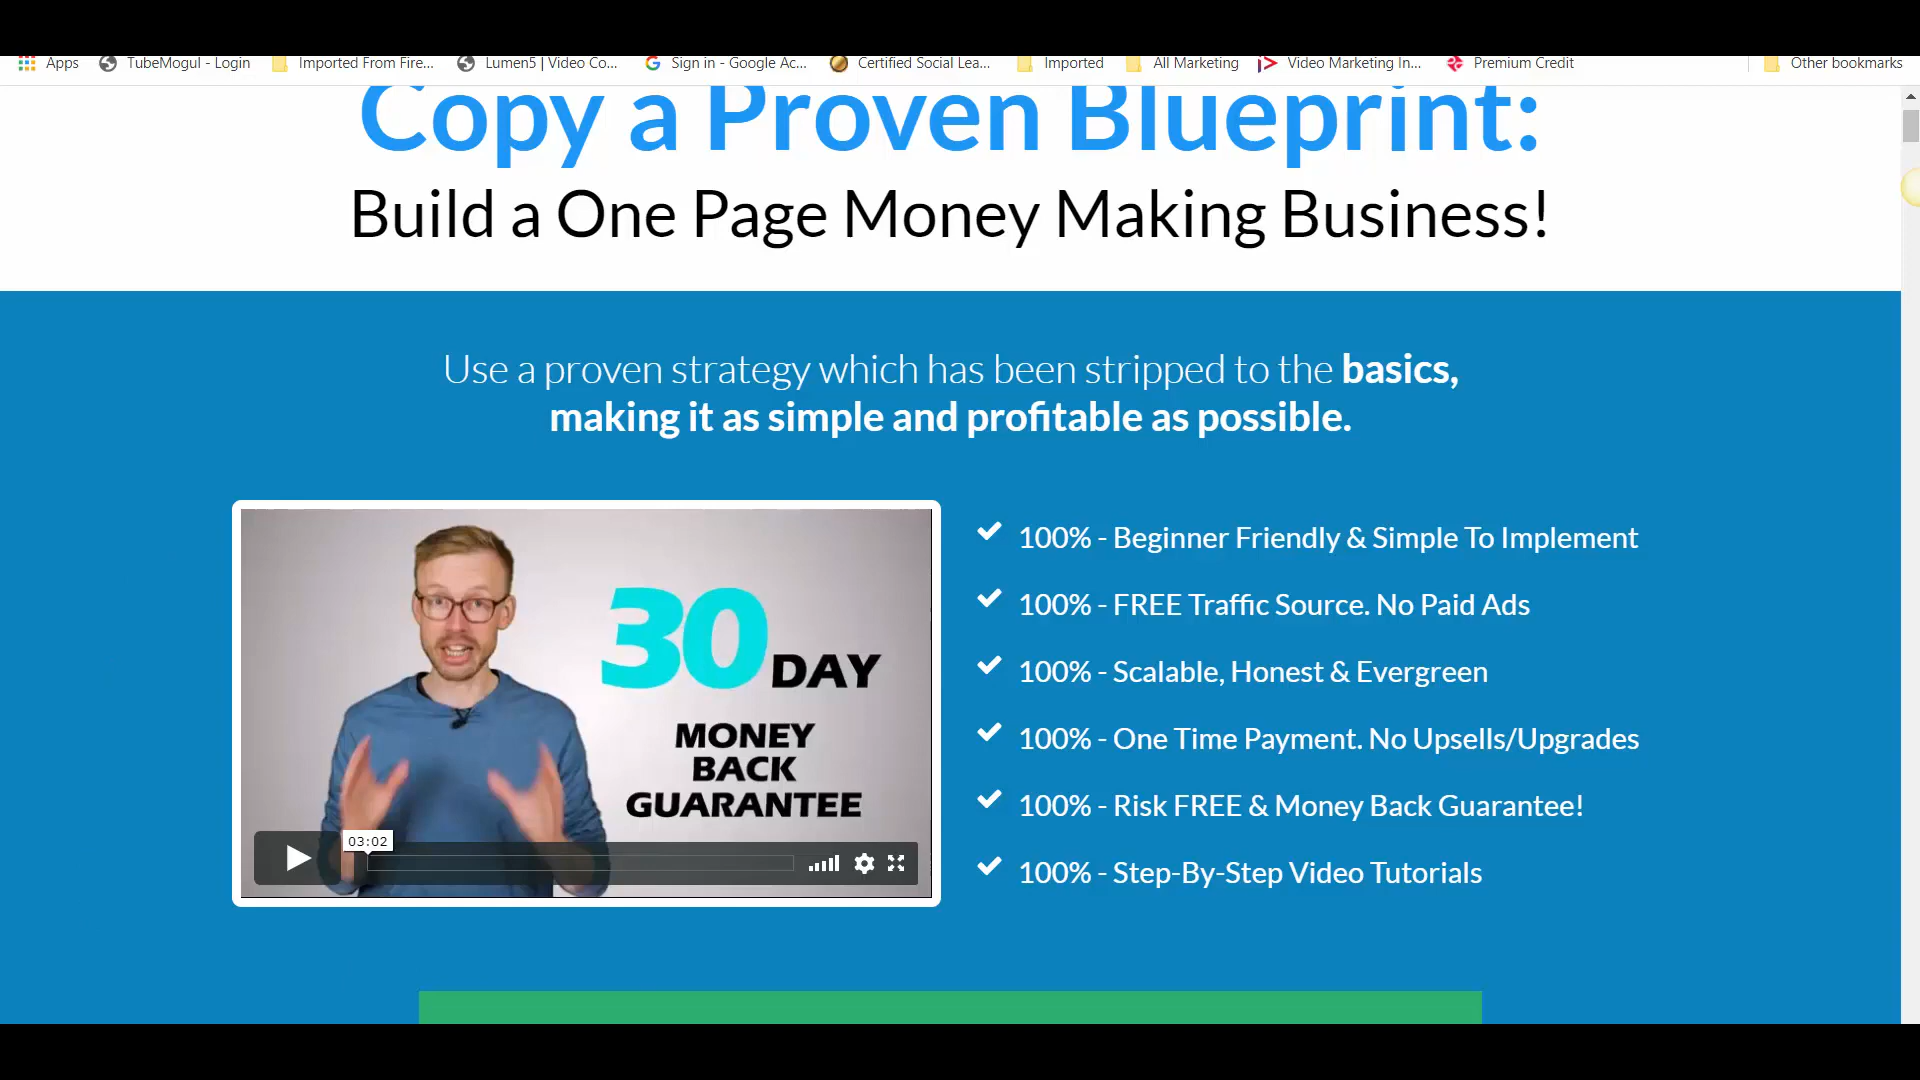 Apps TubeMogul - Login Imported From Fire... Lumen5 | Video Co... Sign in - Google Ac... Certified Social Lea... Imported All Marketing Video Marketing In... Premium Credit Other bookmarks
Copy a Proven Blueprint:
Build a One Page Money Making Business!
Use a proven strategy which has been stripped to the basics,
making it as simple and profitable as possible.
30 DAY
MONEY
BACK
GUARANTEE
03:02
100% - Beginner Friendly & Simple To Implement
100% - FREE Traffic Source. No Paid Ads
100% - Scalable, Honest & Evergreen
100% - One Time Payment. No Upsells/Upgrades
100% - Risk FREE & Money Back Guarantee!
100% - Step-By-Step Video Tutorials